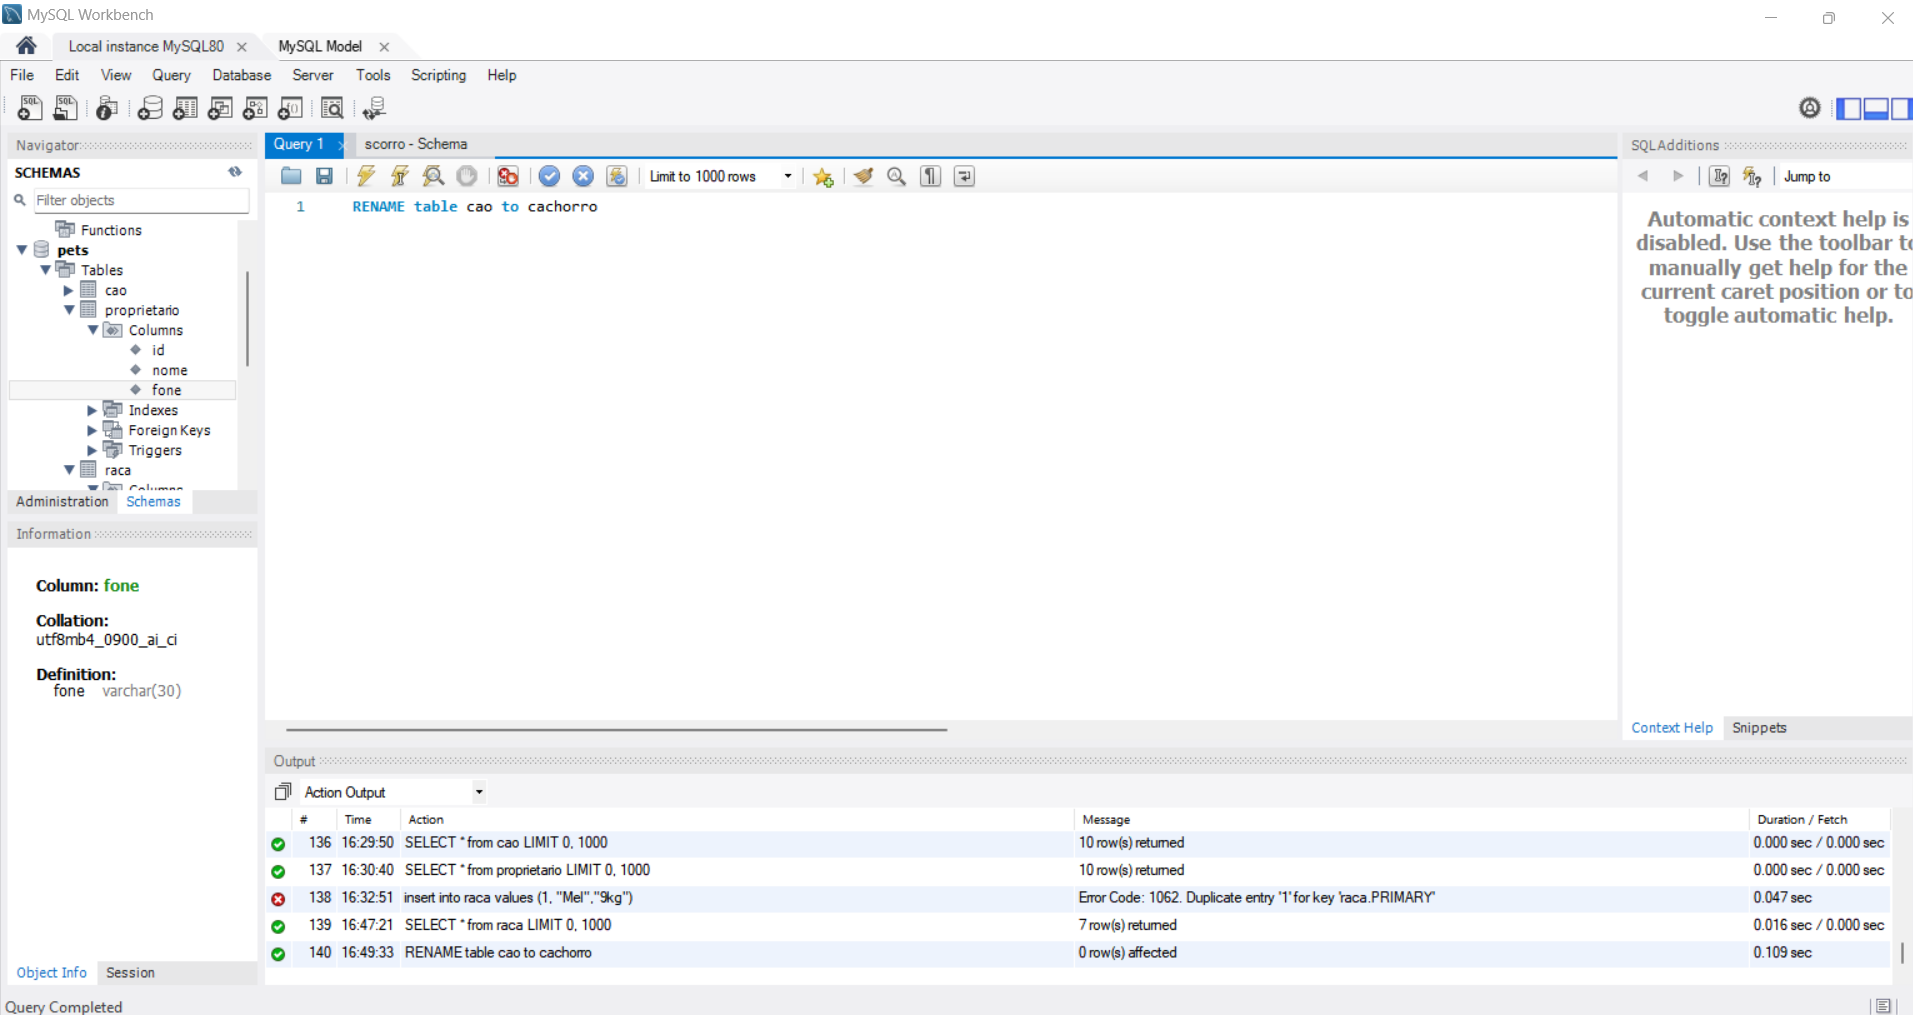 MySQL Workbench
Local instance MySQL80
MySQL Model
File Edit View Query Database Server Tools Scripting Help
Navigator
SCHEMAS
Filter objects
Functions
pets
Tables
cao
proprietario
Columns
id
nome
fone
Indexes
Foreign Keys
Triggers
raca
Columns
Administration Schemas
Information
Column: fone
Collation:
utf8mb4_0900_ai_ci
Definition:
fone varchar(30)
Object Info Session
Query Completed
Query 1
scorro - Schema
Limit to 1000 rows
1 RENAME table cao to cachorro
SQLAdditions
Jump to
Automatic context help is
disabled. Use the toolbar to
manually get help for the
current caret position or to
toggle automatic help.
Context Help Snippets
Output
Action Output
# Time Action Message Duration / Fetch
136 16:29:50 SELECT * from cao LIMIT 0, 1000 10 row(s) returned 0.000 sec / 0.000 sec
137 16:30:40 SELECT * from proprietario LIMIT 0, 1000 10 row(s) returned 0.000 sec / 0.000 sec
138 16:32:51 insert into raca values (1, "Mel","9kg") Error Code: 1062. Duplicate entry '1' for key 'raca.PRIMARY' 0.047 sec
139 16:47:21 SELECT * from raca LIMIT 0, 1000 7 row(s) returned 0.016 sec / 0.000 sec
140 16:49:33 RENAME table cao to cachorro 0 row(s) affected 0.109 sec